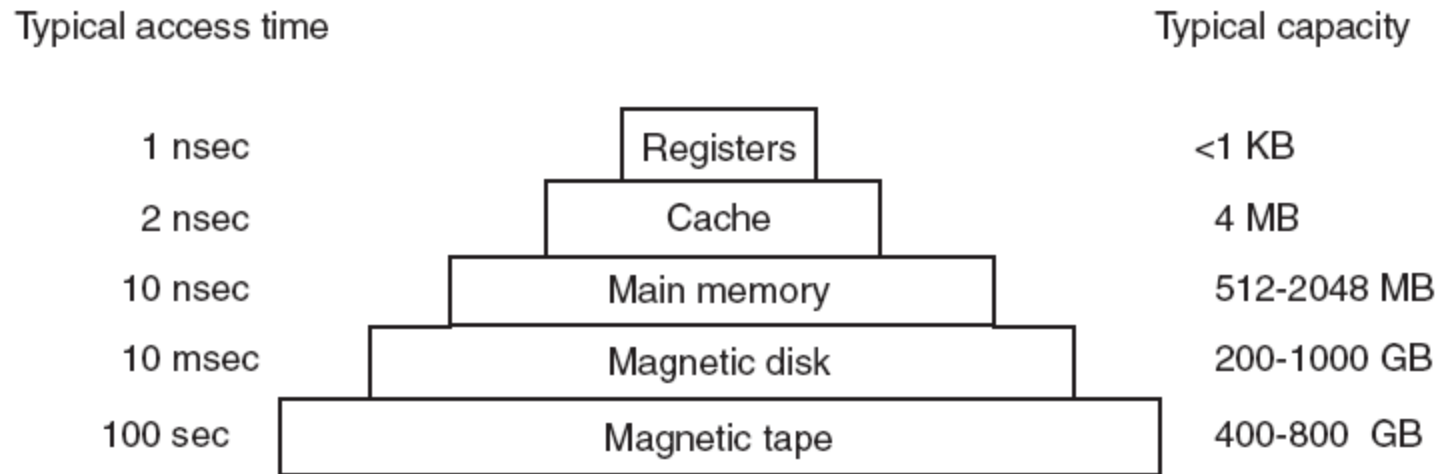 Typical access time Typical capacity
1 nsec Registers <1 KB
2 nsec Cache 4 MB
10 nsec Main memory 512-2048 MB
10 msec Magnetic disk 200-1000 GB
100 sec Magnetic tape 400-800 GB